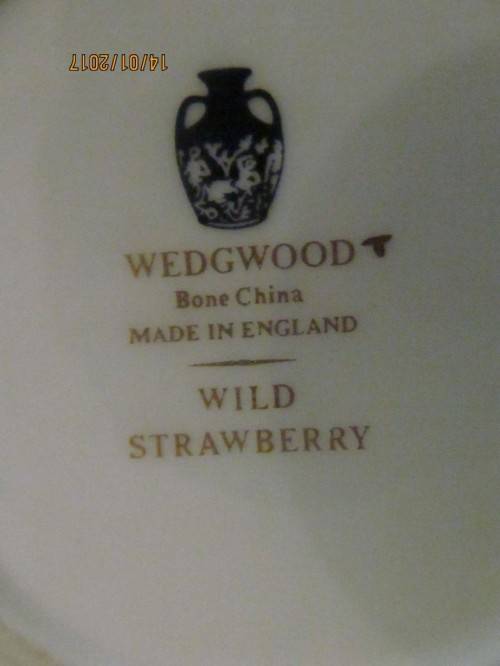 14/01/2017
WEDGWOOD
Bone China
MADE IN ENGLAND
WILD
STRAWBERRY